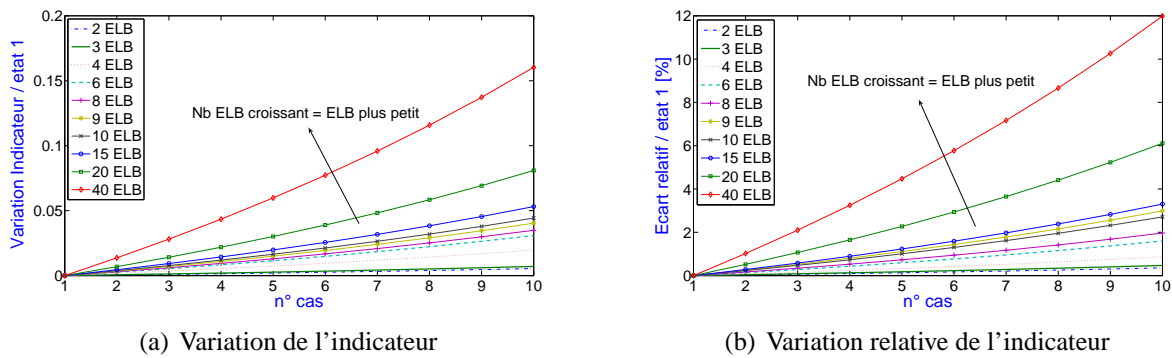 0.2
0.15
0.1
0.05
0
1 2 3 4 5 6 7 8 9 10
n° cas
Variation Indicateur / etat 1
2 ELB
3 ELB
4 ELB
6 ELB
8 ELB
9 ELB
10 ELB
15 ELB
20 ELB
40 ELB
Nb ELB croissant = ELB plus petit
(a) Variation de l’indicateur
12
10
8
6
4
2
0
1 2 3 4 5 6 7 8 9 10
n° cas
Ecart relatif / etat 1 [%]
2 ELB
3 ELB
4 ELB
6 ELB
8 ELB
9 ELB
10 ELB
15 ELB
20 ELB
40 ELB
Nb ELB croissant = ELB plus petit
(b) Variation relative de l’indicateur